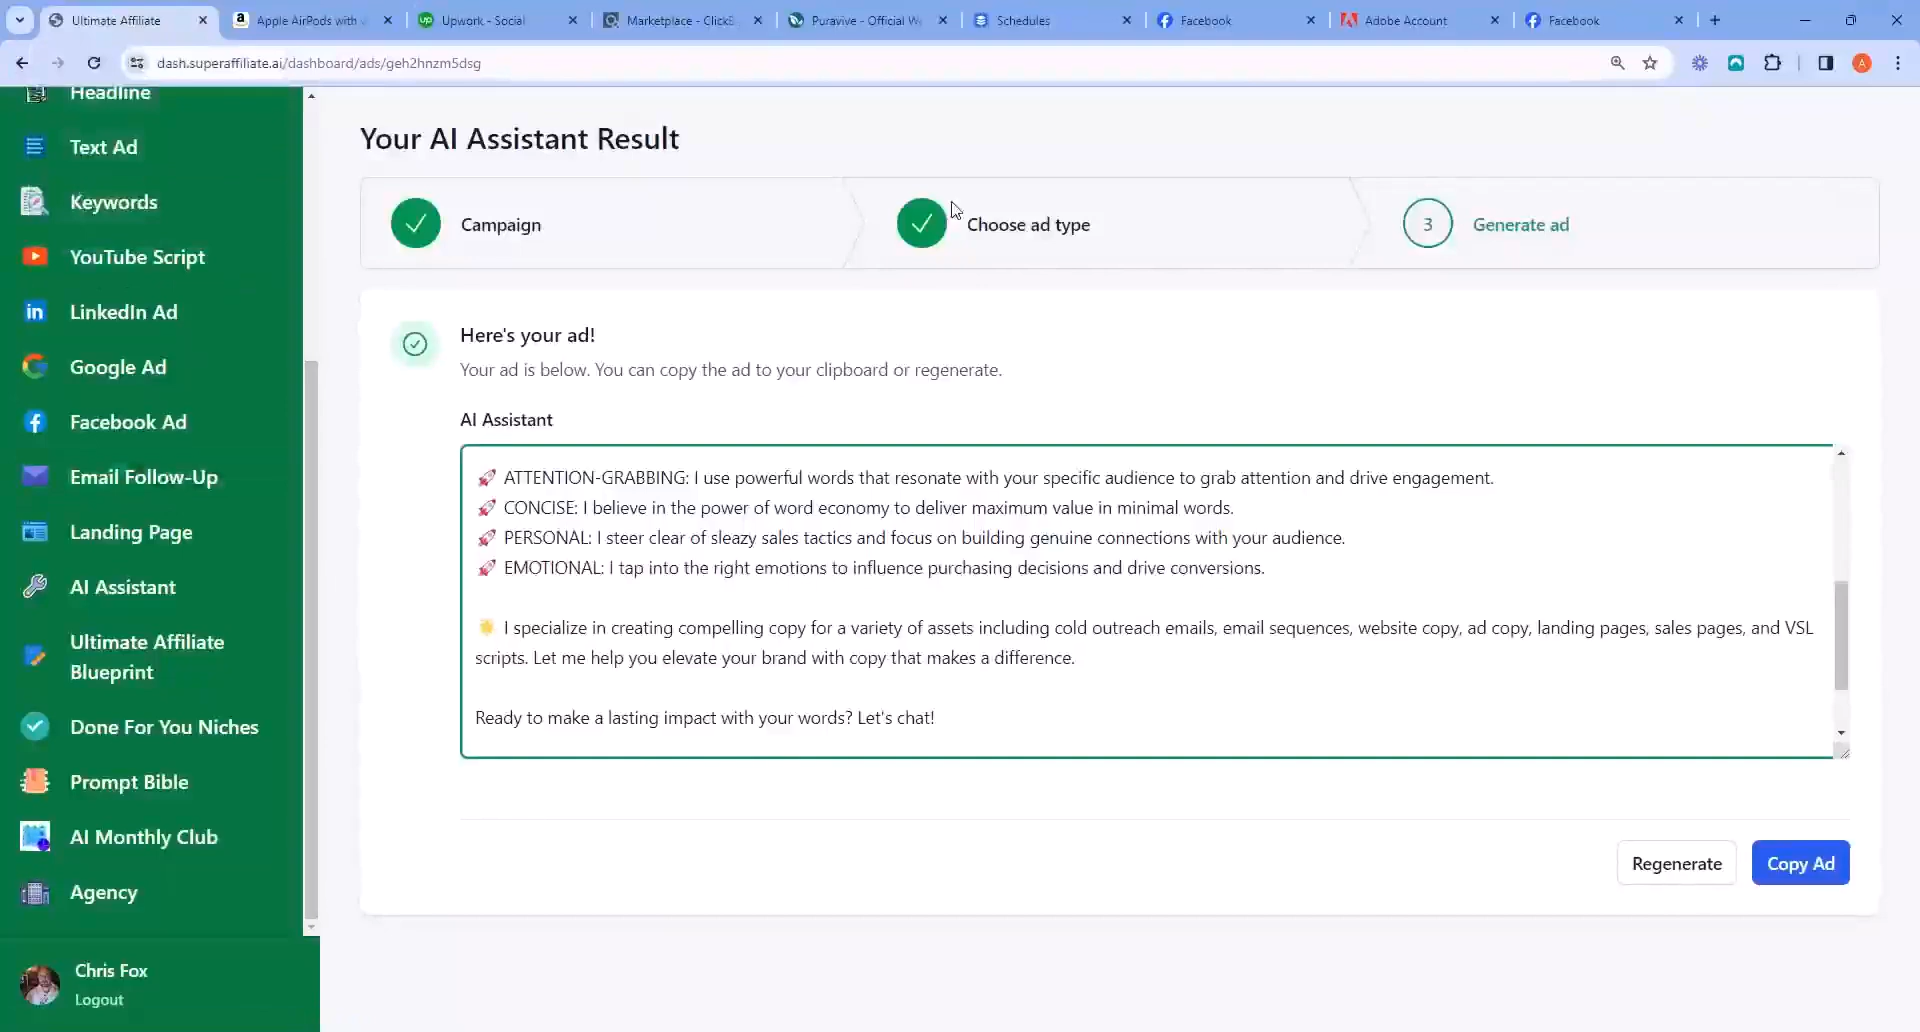 Ultimate Affiliate
Apple AirPods with
Upwork - Social
Marketplace - ClickB
Puravive - Official W
Schedules
Facebook
Adobe Account
Facebook
dash.superaffiliate.ai/dashboard/ads/geh2hnzm5dsg
A
Headline
Text Ad
Keywords
YouTube Script
LinkedIn Ad
Google Ad
Facebook Ad
Email Follow-Up
Landing Page
AI Assistant
Ultimate Affiliate
Blueprint
Done For You Niches
Prompt Bible
AI Monthly Club
Agency
Chris Fox
Logout
Your AI Assistant Result
Campaign
Choose ad type
3 Generate ad
Here's your ad!
Your ad is below. You can copy the ad to your clipboard or regenerate.
AI Assistant
🚀 ATTENTION-GRABBING: I use powerful words that resonate with your specific audience to grab attention and drive engagement.
🚀 CONCISE: I believe in the power of word economy to deliver maximum value in minimal words.
🚀 PERSONAL: I steer clear of sleazy sales tactics and focus on building genuine connections with your audience.
🚀 EMOTIONAL: I tap into the right emotions to influence purchasing decisions and drive conversions.
🌟 I specialize in creating compelling copy for a variety of assets including cold outreach emails, email sequences, website copy, ad copy, landing pages, sales pages, and VSL
scripts. Let me help you elevate your brand with copy that makes a difference.
Ready to make a lasting impact with your words? Let's chat!
Regenerate
Copy Ad